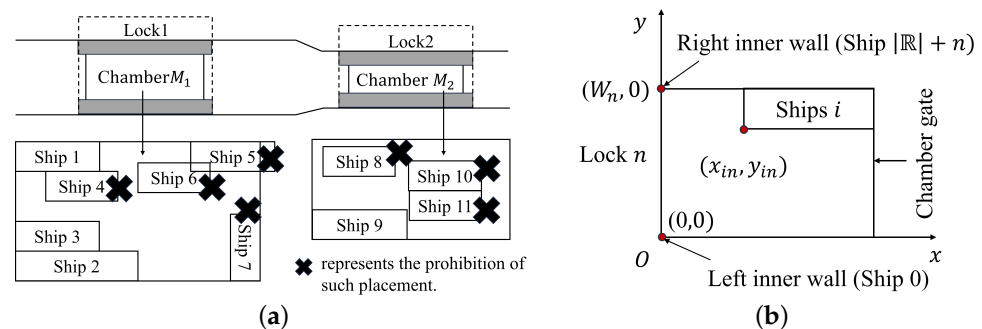 Lock1
Lock2
ChamberM₁
Chamber M₂
Ship 1
Ship 5
Ship 4
Ship 6
Ship 3
Ship 2
Ship 7
Ship 8
Ship 10
Ship 11
Ship 9
represents the prohibition of
such placement.
(a)
y
Right inner wall (Ship |ℝ| + n)
(Wₙ, 0)
Ships i
Lock n
(xᵢₙ, yᵢₙ)
Chamber gate
(0,0)
O
x
Left inner wall (Ship 0)
(b)